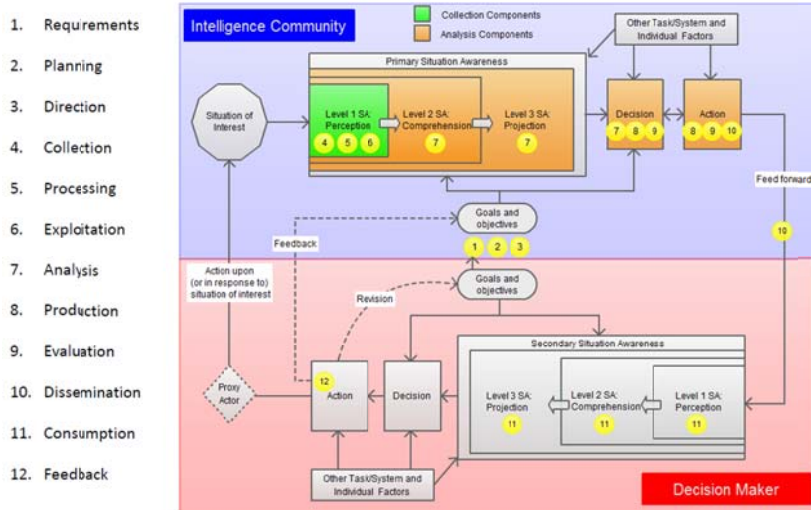 1. Requirements
2. Planning
3. Direction
4. Collection
5. Processing
6. Exploitation
7. Analysis
8. Production
9. Evaluation
10. Dissemination
11. Consumption
12. Feedback
Intelligence Community
Collection Components
Analysis Components
Other Task/System and
Individual Factors
Primary Situation Awareness
Situation of
Interest
Level 1 SA:
Perception
4 5 6
Level 2 SA:
Comprehension
7
Level 3 SA:
Projection
7
Decision
7 8 9
Action
8 9 10
Feed forward
10
Goals and
objectives
1 2 3
Feedback
Goals and
objectives
Revision
Action upon
(or in response to)
situation of interest
Secondary Situation Awareness
Proxy
Actor
12
Action
Decision
Level 3 SA:
Projection
11
Level 2 SA:
Comprehension
11
Level 1 SA:
Perception
11
Other Task/System and
Individual Factors
Decision Maker